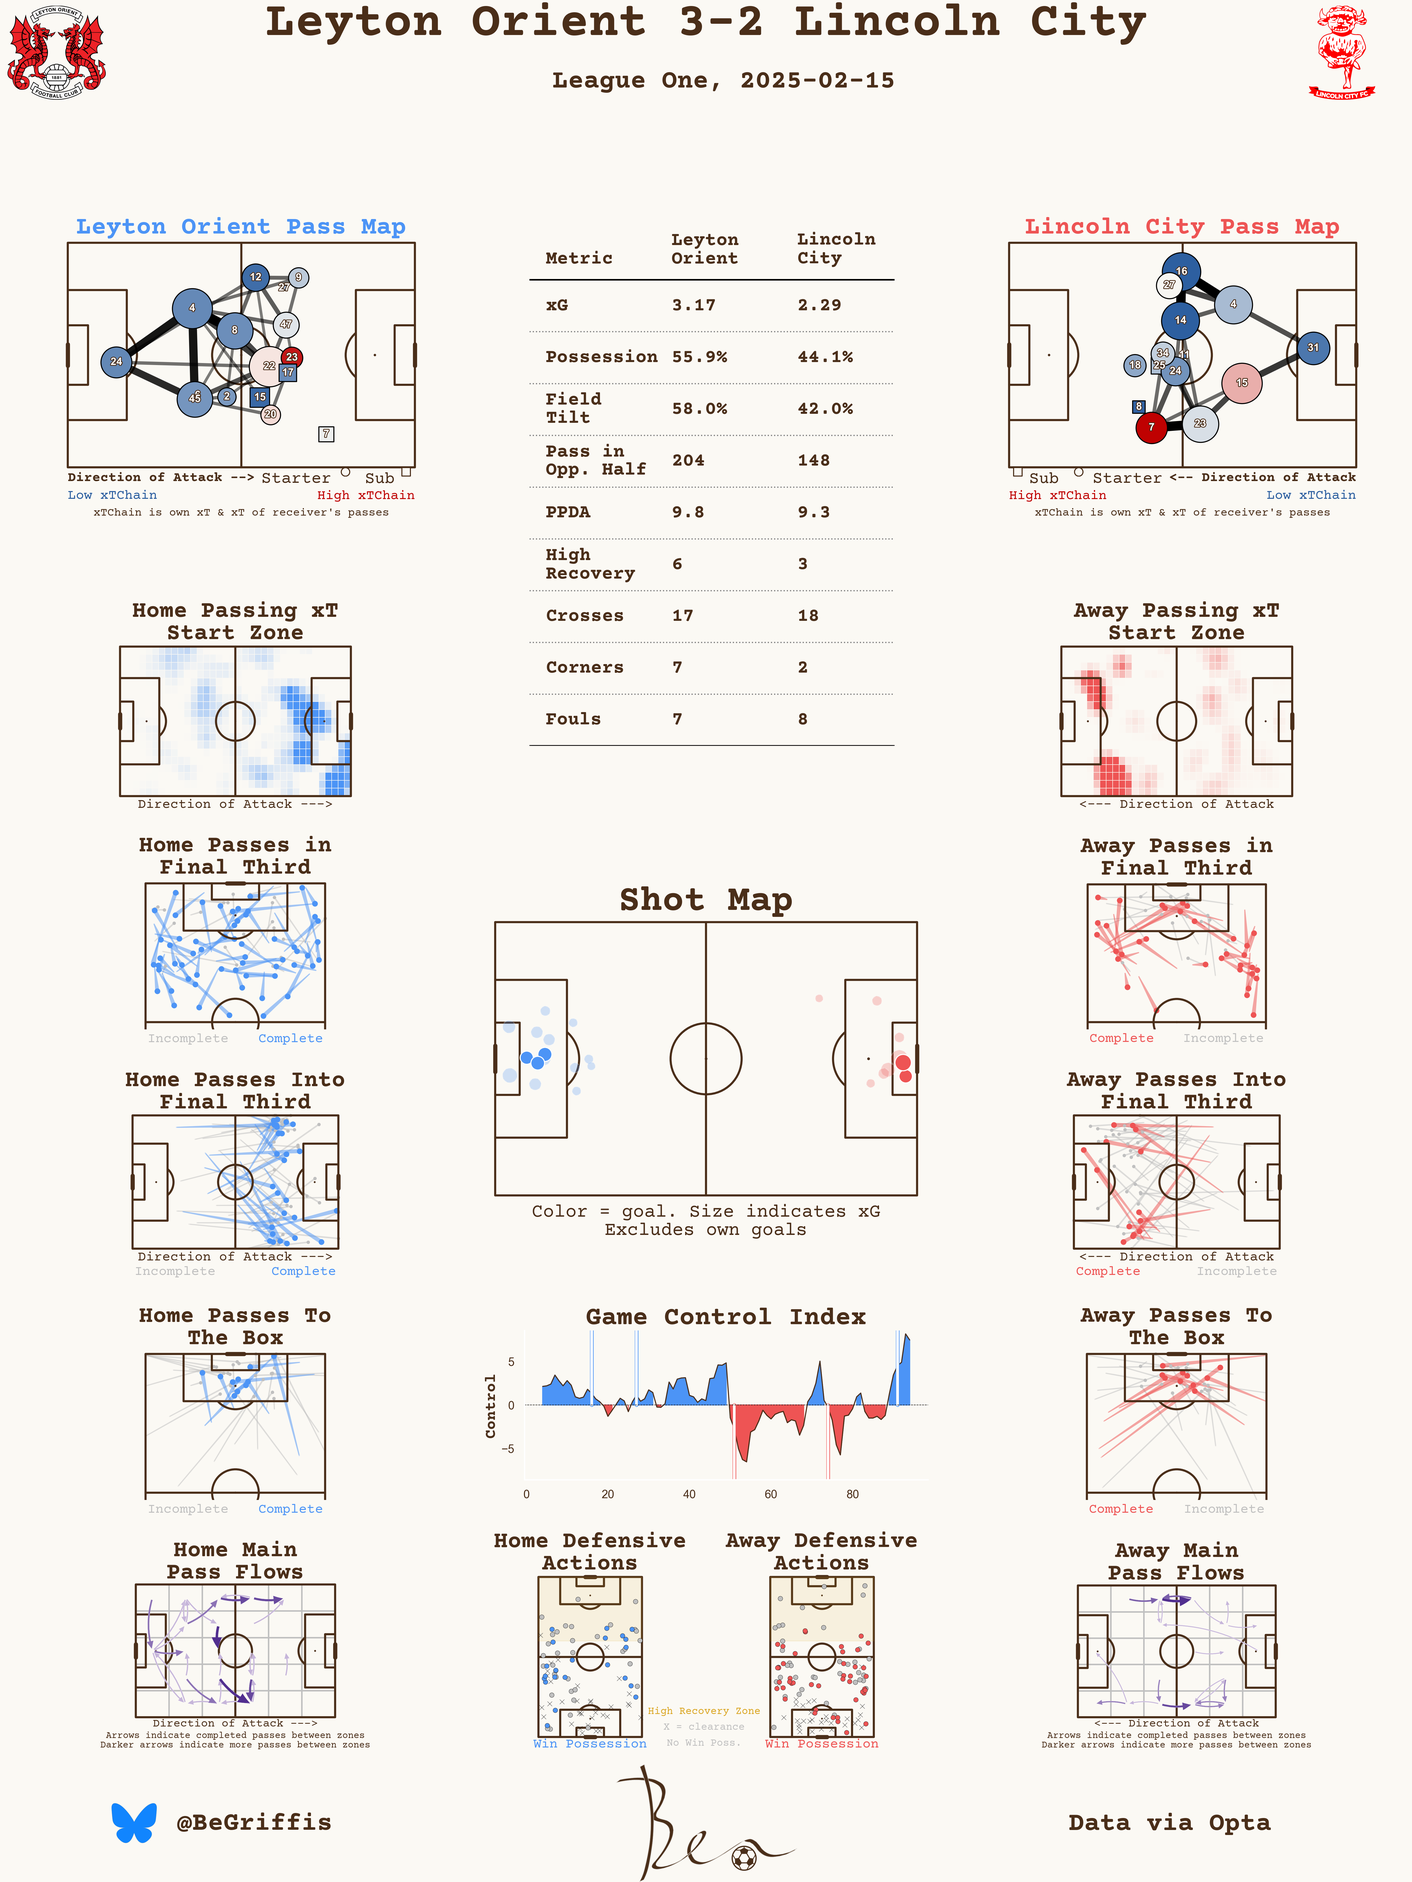 Leyton Orient 3-2 Lincoln City
League One, 2025-02-15
LEYTON ORIENT
1881
FOOTBALL CLUB
LINCOLN CITY FC
Leyton Orient Pass Map
12
9
27
4
8
47
24
22
23
17
45
2
15
20
7
Direction of Attack --> Starter Sub
Low xTChain High xTChain
xTChain is own xT & xT of receiver's passes
Metric Leyton Orient Lincoln City
xG 3.17 2.29
Possession 55.9% 44.1%
Field Tilt 58.0% 42.0%
Pass in Opp. Half 204 148
PPDA 9.8 9.3
High Recovery 6 3
Crosses 17 18
Corners 7 2
Fouls 7 8
Lincoln City Pass Map
16
27
4
14
34
41
31
18
25
24
15
8
7
23
Sub Starter <-- Direction of Attack
High xTChain Low xTChain
xTChain is own xT & xT of receiver's passes
Home Passing xT
Start Zone
Direction of Attack --->
Away Passing xT
Start Zone
<--- Direction of Attack
Home Passes in
Final Third
Incomplete Complete
Away Passes in
Final Third
Complete Incomplete
Shot Map
Color = goal. Size indicates xG
Excludes own goals
Home Passes Into
Final Third
Direction of Attack --->
Incomplete Complete
Away Passes Into
Final Third
<--- Direction of Attack
Complete Incomplete
Home Passes To
The Box
Incomplete Complete
Game Control Index
Control
5
0
−5
0 20 40 60 80
Away Passes To
The Box
Complete Incomplete
Home Main
Pass Flows
Direction of Attack --->
Arrows indicate completed passes between zones
Darker arrows indicate more passes between zones
Home Defensive
Actions
Win Possession
High Recovery Zone
X = clearance
No Win Poss.
Away Defensive
Actions
Win Possession
Away Main
Pass Flows
<--- Direction of Attack
Arrows indicate completed passes between zones
Darker arrows indicate more passes between zones
@BeGriffis
Ben
Data via Opta